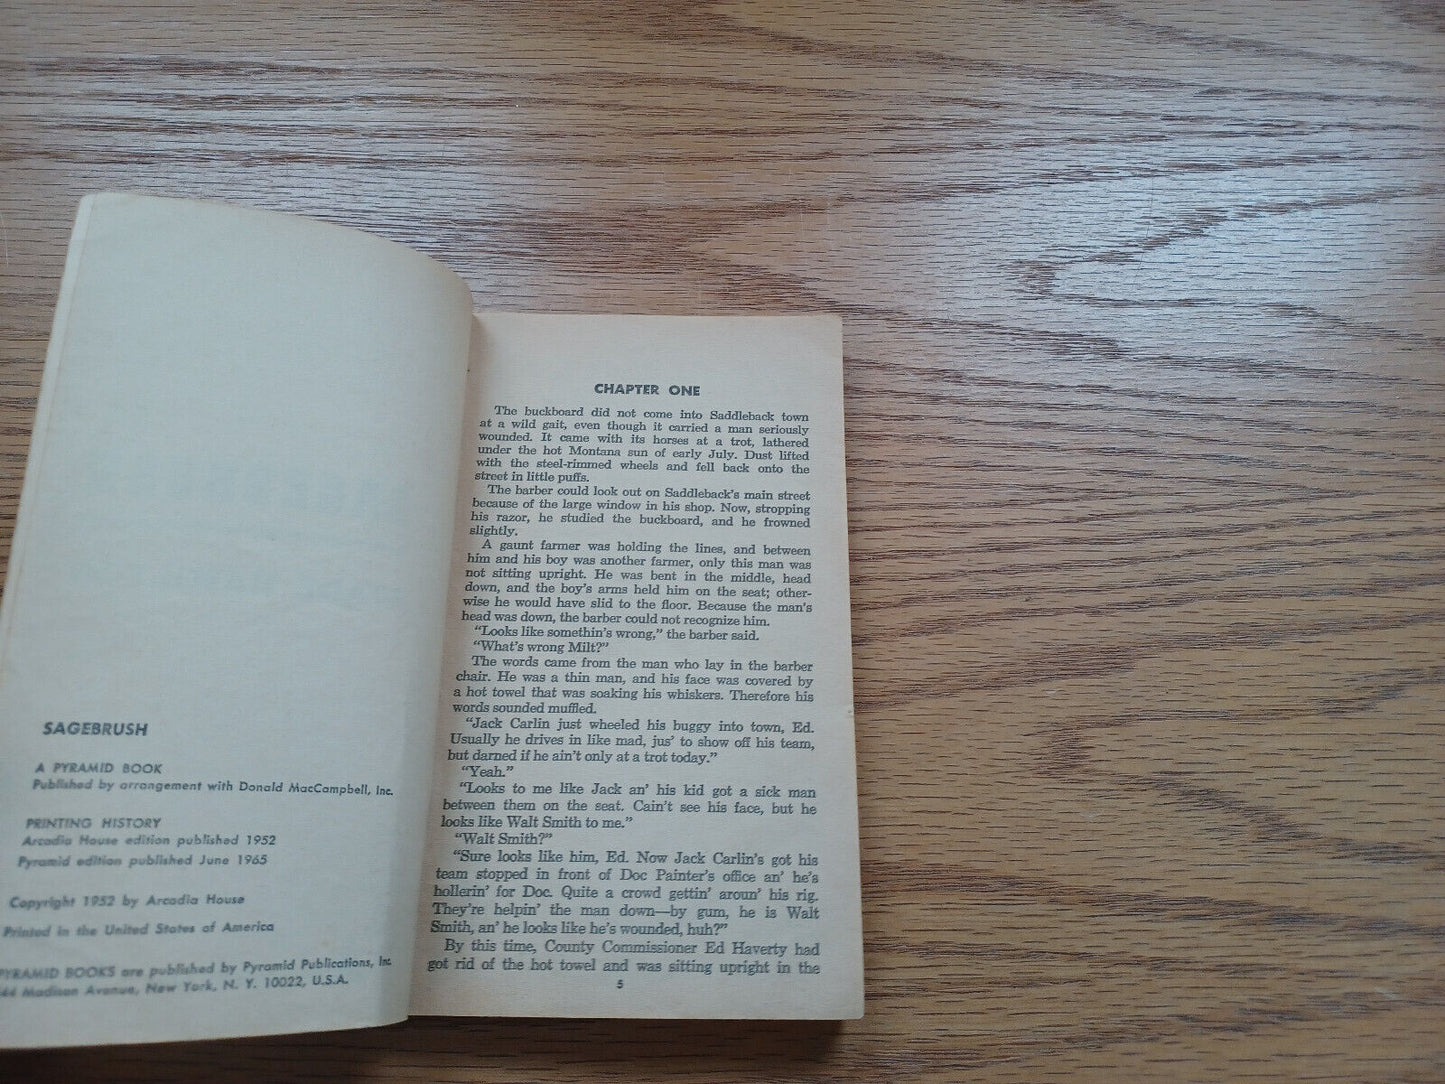 SAGEBRUSH
A PYRAMID BOOK
Published by arrangement with Donald MacCampbell, Inc.
PRINTING HISTORY
Arcadia House edition published 1952
Pyramid edition published June 1965
Copyright 1952 by Arcadia House
Printed in the United States of America
PYRAMID BOOKS are published by Pyramid Publications, Inc.
444 Madison Avenue, New York, N. Y. 10022, U.S.A.
CHAPTER ONE
The buckboard did not come into Saddleback town
at a wild gait, even though it carried a man seriously
wounded. It came with its horses at a trot, lathered
under the hot Montana sun of early July. Dust lifted
with the steel-rimmed wheels and fell back onto the
street in little puffs.
The barber could look out on Saddleback's main street
because of the large window in his shop. Now, stropping
his razor, he studied the buckboard, and he frowned
slightly.
A gaunt farmer was holding the lines, and between
him and his boy was another farmer, only this man was
not sitting upright. He was bent in the middle, head
down, and the boy's arms held him on the seat; other-
wise he would have slid to the floor. Because the man's
head was down, the barber could not recognize him.
"Looks like somethin's wrong," the barber said.
"What's wrong Milt?"
The words came from the man who lay in the barber
chair. He was a thin man, and his face was covered by
a hot towel that was soaking his whiskers. Therefore his
words sounded muffled.
"Jack Carlin just wheeled his buggy into town, Ed.
Usually he drives in like mad, jus' to show off his team,
but darned if he ain't only at a trot today."
"Yeah."
"Looks to me like Jack an' his kid got a sick man
between them on the seat. Cain't see his face, but he
looks like Walt Smith to me."
"Walt Smith?"
"Sure looks like him, Ed. Now Jack Carlin's got his
team stopped in front of Doc Painter's office an' he's
hollerin' for Doc. Quite a crowd gettin' aroun' his rig.
They're helpin' the man down—by gum, he is Walt
Smith, an' he looks like he's wounded, huh?"
By this time, County Commissioner Ed Haverty had
got rid of the hot towel and was sitting upright in the
5